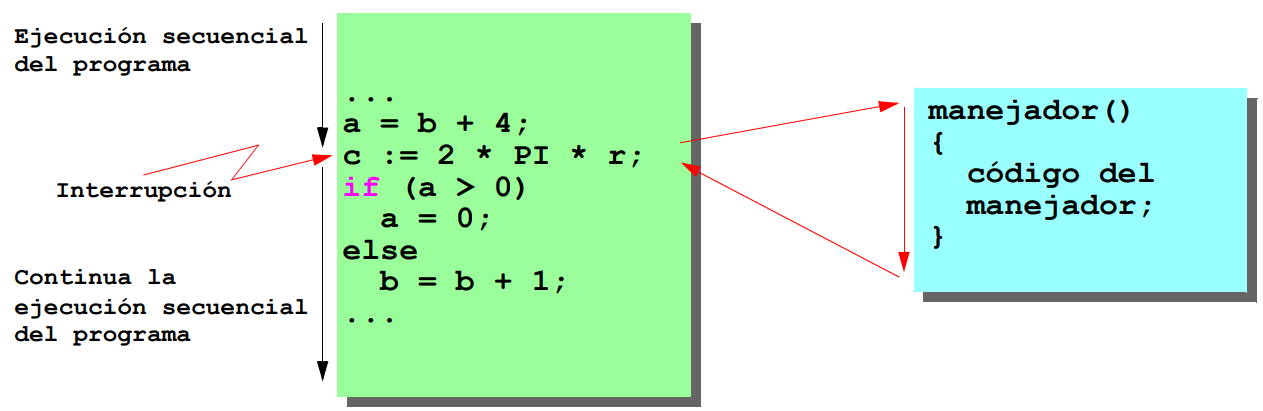 Ejecución secuencial
del programa
Interrupción
Continua la
ejecución secuencial
del programa
...
a = b + 4;
c := 2 * PI * r;
if (a > 0)
  a = 0;
else
  b = b + 1;
...
manejador()
{
  código del
  manejador;
}